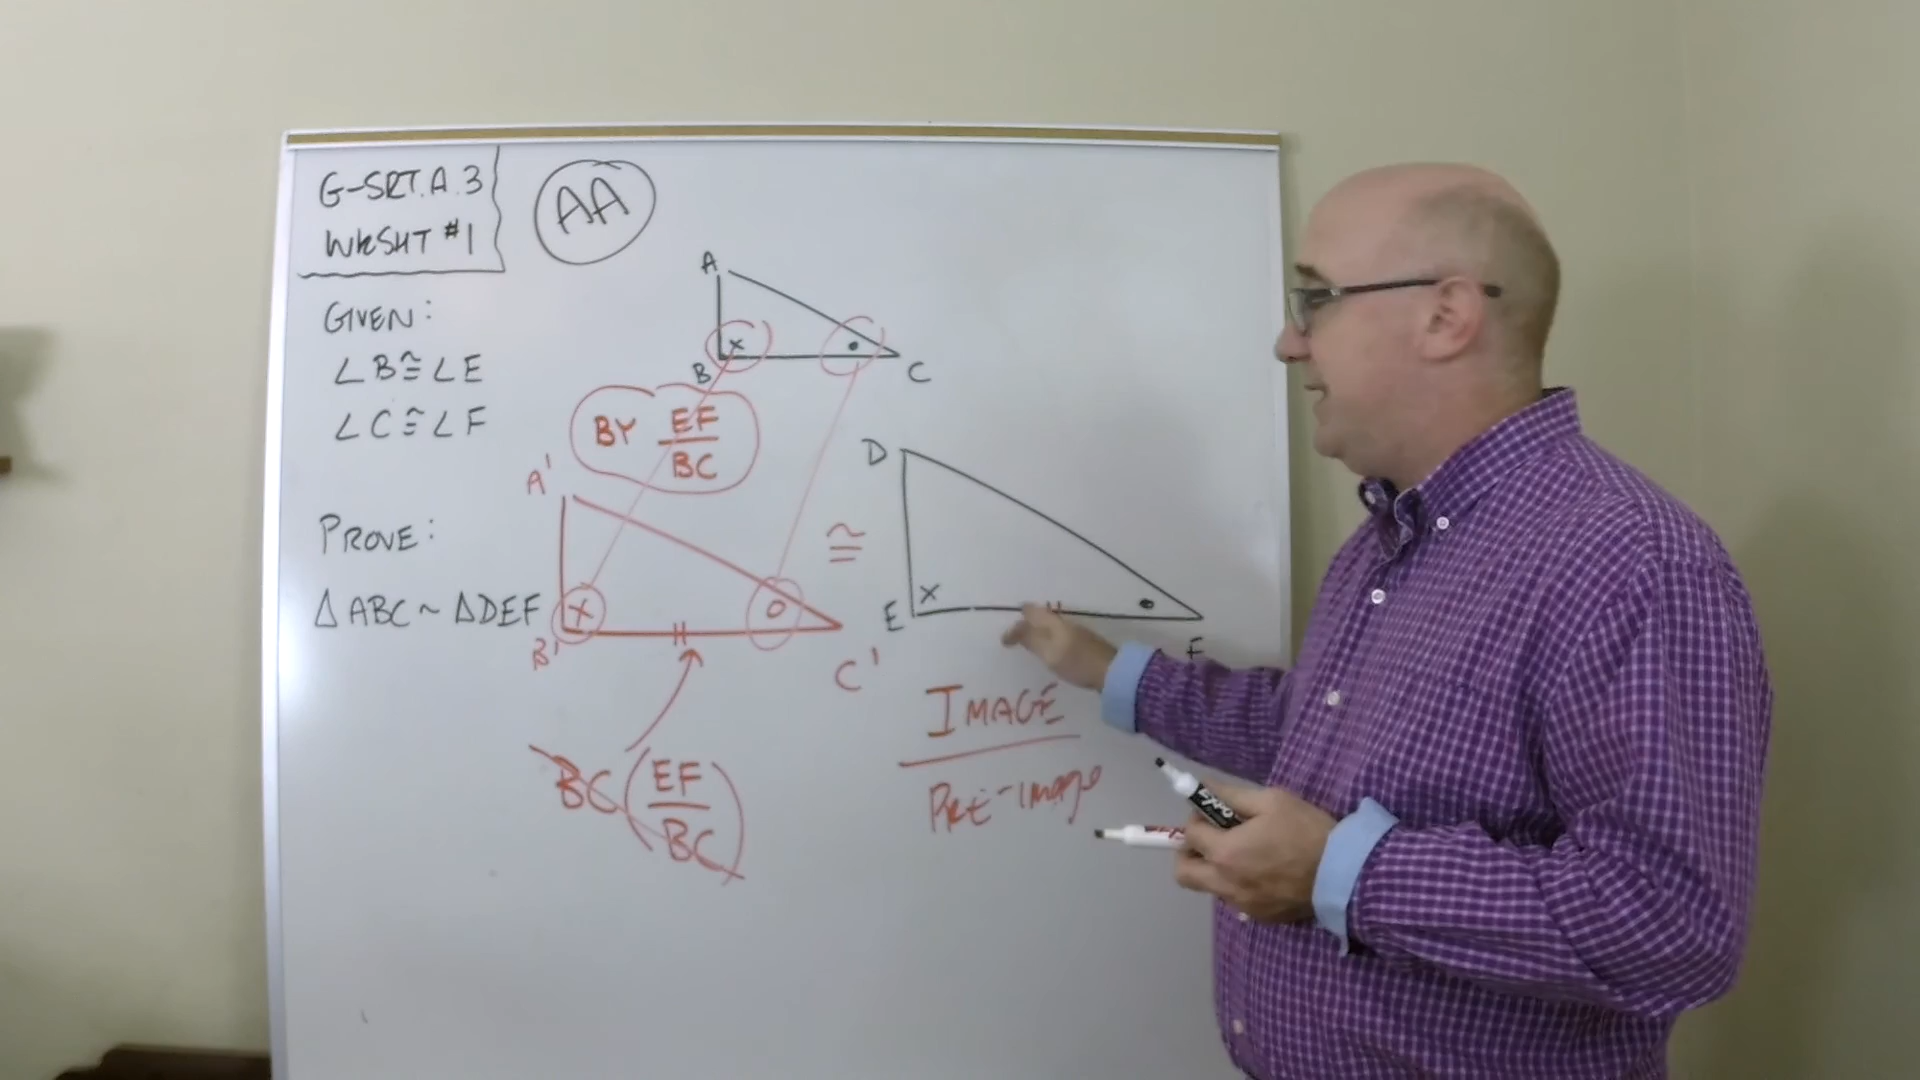 G-SRT.A.3
WKSHT #1
AA
GIVEN:
∠B≅∠E
∠C≅∠F
PROVE:
△ABC~△DEF
A
x
B
C
BY EF/BC
A'
x
B'
C'
≅
D
x
E
F
BC(EF/BC)
IMAGE
PRE-IMAGE